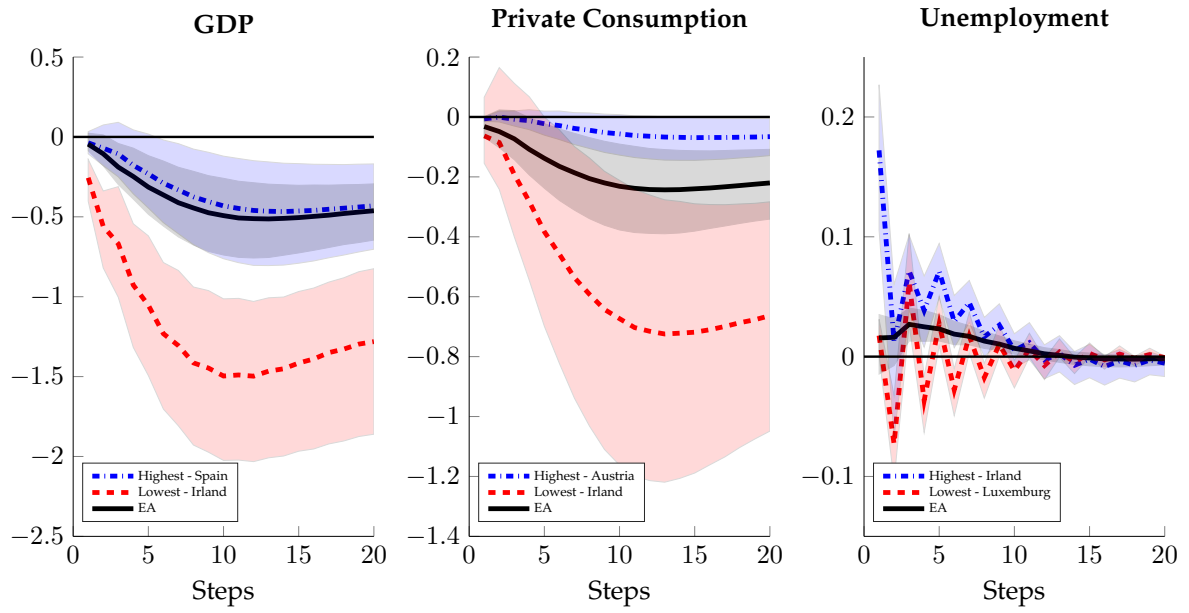 GDP
0.5
0
−0.5
−1
−1.5
−2
−2.5
0 5 10 15 20
Steps
Highest - Spain
Lowest - Irland
EA
Private Consumption
0.2
0
−0.2
−0.4
−0.6
−0.8
−1
−1.2
−1.4
0 5 10 15 20
Steps
Highest - Austria
Lowest - Irland
EA
Unemployment
0.2
0.1
0
−0.1
0 5 10 15 20
Steps
Highest - Irland
Lowest - Luxemburg
EA